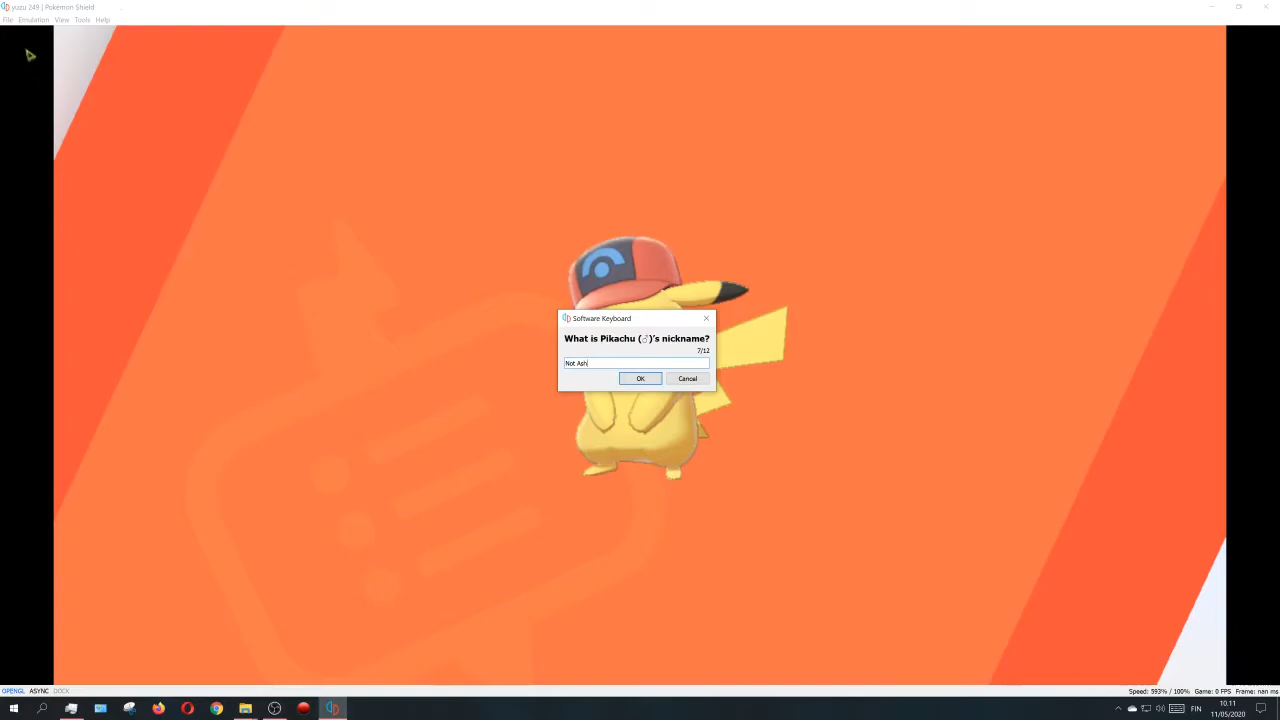 yuzu 249 | Pokémon Shield
File Emulation View Tools Help
Software Keyboard
What is Pikachu (♂)'s nickname?
7/12
Not Ash
OK Cancel
OPENGL ASYNC DOCK Speed: 593% / 100% Game: 0 FPS Frame: nan ms
FIN
10.11
11/05/2020